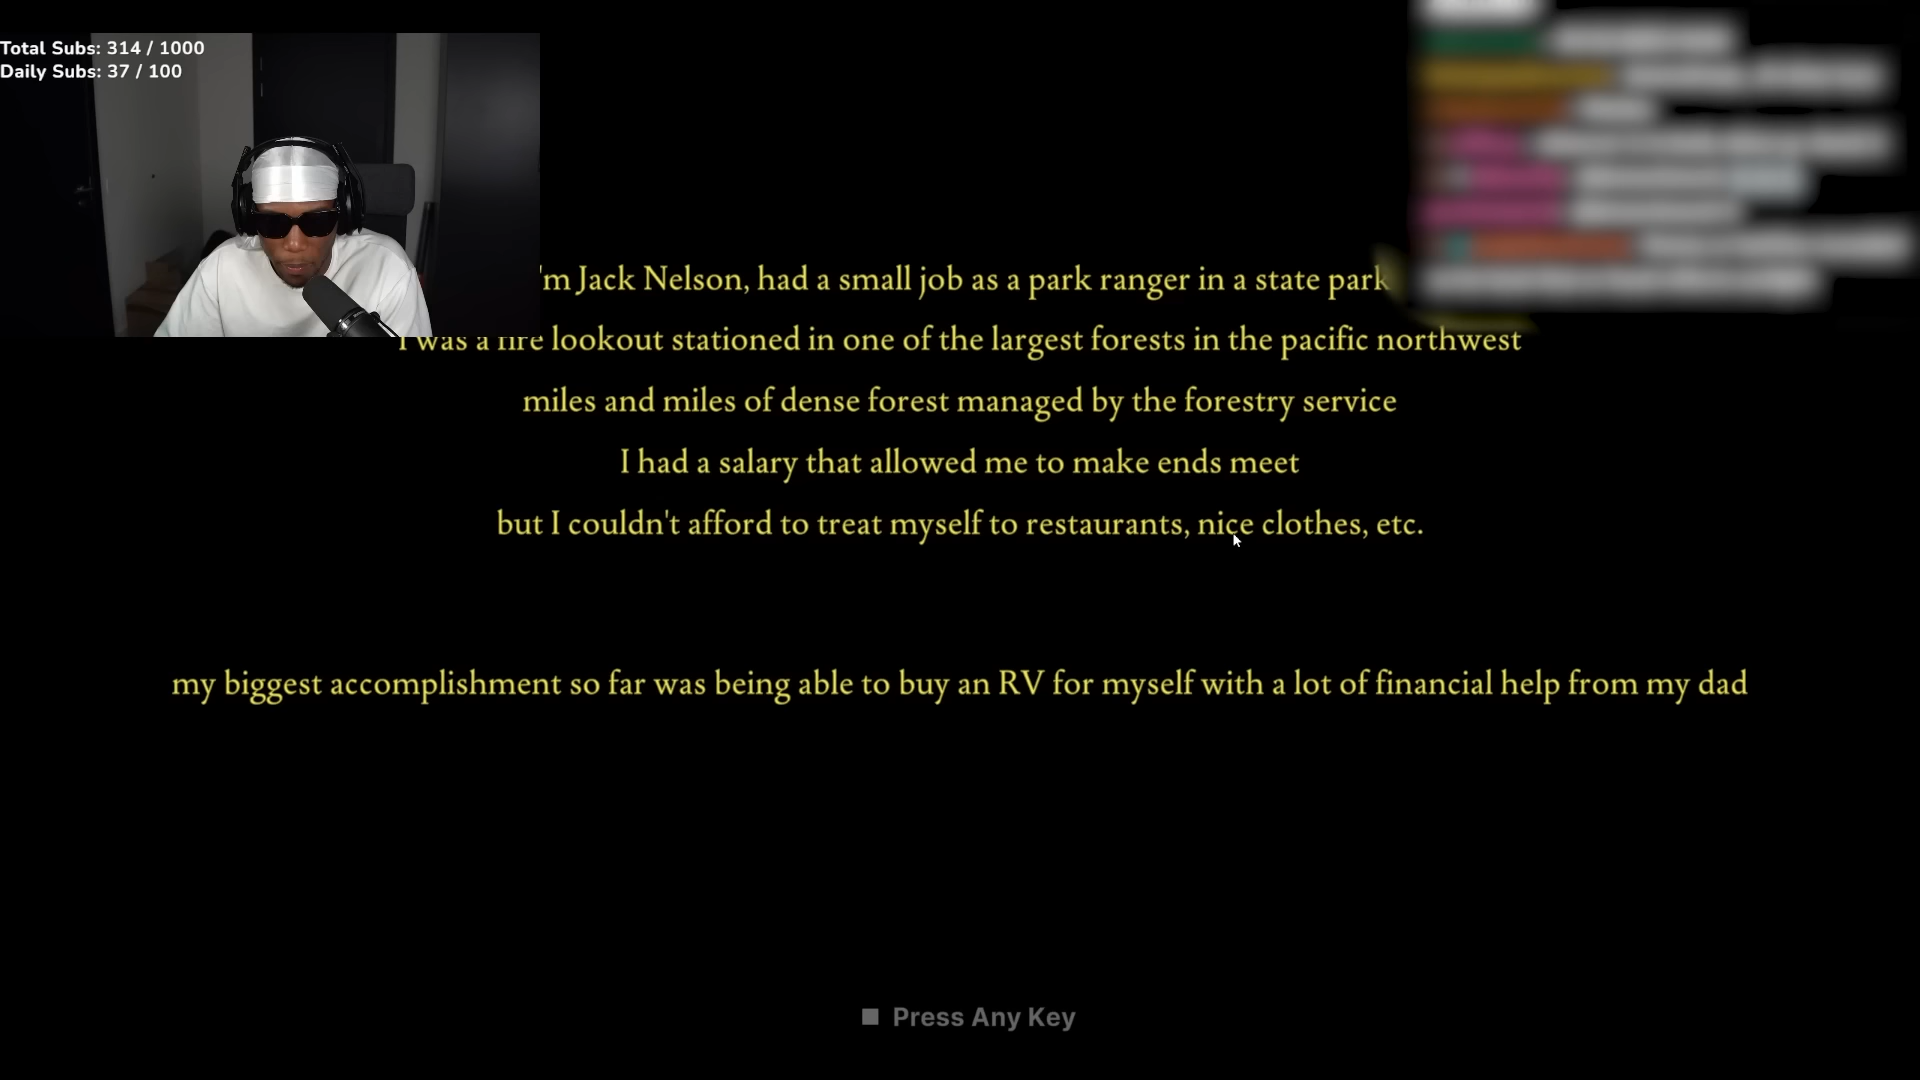 Total Subs: 314 / 1000
Daily Subs: 37 / 100
'm Jack Nelson, had a small job as a park ranger in a state park
I was a fire lookout stationed in one of the largest forests in the pacific northwest
miles and miles of dense forest managed by the forestry service
I had a salary that allowed me to make ends meet
but I couldn't afford to treat myself to restaurants, nice clothes, etc.
my biggest accomplishment so far was being able to buy an RV for myself with a lot of financial help from my dad
Press Any Key